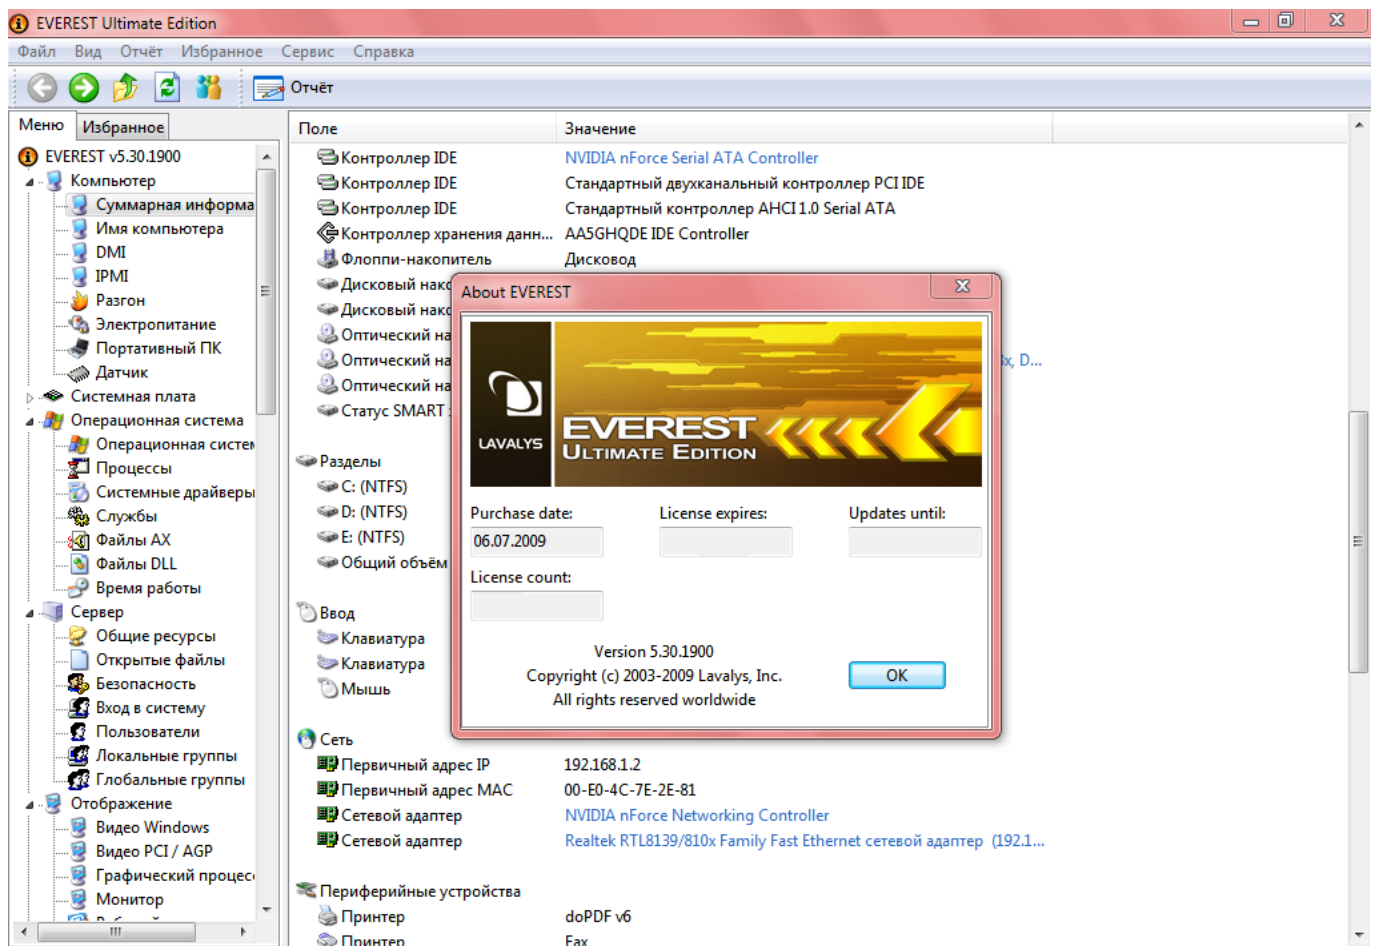 EVEREST Ultimate Edition
Файл Вид Отчёт Избранное Сервис Справка
Отчёт
Меню Избранное
EVEREST v5.30.1900
Компьютер
Суммарная информа
Имя компьютера
DMI
IPMI
Разгон
Электропитание
Портативный ПК
Датчик
Системная плата
Операционная система
Операционная систе
Процессы
Системные драйверы
Службы
Файлы AX
Файлы DLL
Время работы
Сервер
Общие ресурсы
Открытые файлы
Безопасность
Вход в систему
Пользователи
Локальные группы
Глобальные группы
Отображение
Видео Windows
Видео PCI / AGP
Графический процес
Монитор
Поле Значение
Контроллер IDE NVIDIA nForce Serial ATA Controller
Контроллер IDE Стандартный двухканальный контроллер PCI IDE
Контроллер IDE Стандартный контроллер AHCI 1.0 Serial ATA
Контроллер хранения данн... AA5GHQDE IDE Controller
Флоппи-накопитель Дисковод
Дисковый нако
Дисковый нако
Оптический на
Оптический на x, D...
Оптический на
Статус SMART
Разделы
C: (NTFS)
D: (NTFS)
E: (NTFS)
Общий объём
Ввод
Клавиатура
Клавиатура
Мышь
Сеть
Первичный адрес IP 192.168.1.2
Первичный адрес MAC 00-E0-4C-7E-2E-81
Сетевой адаптер NVIDIA nForce Networking Controller
Сетевой адаптер Realtek RTL8139/810x Family Fast Ethernet сетевой адаптер (192.1...
Периферийные устройства
Принтер doPDF v6
Принтер Fax
About EVEREST
LAVALYS
EVEREST
ULTIMATE EDITION
Purchase date: License expires: Updates until:
06.07.2009
License count:
Version 5.30.1900
Copyright (c) 2003-2009 Lavalys, Inc.
All rights reserved worldwide
OK